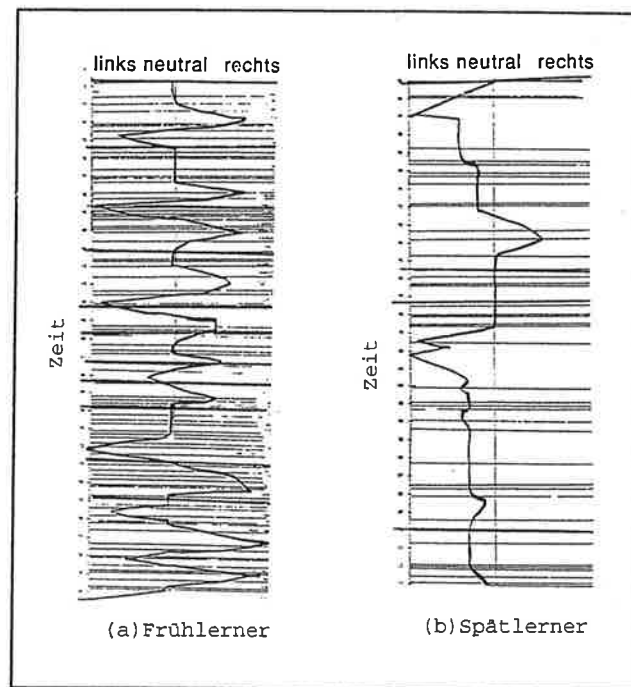 links neutral rechts
links neutral rechts
Zeit
Zeit
(a)Frühlerner
(b)Spätlerner